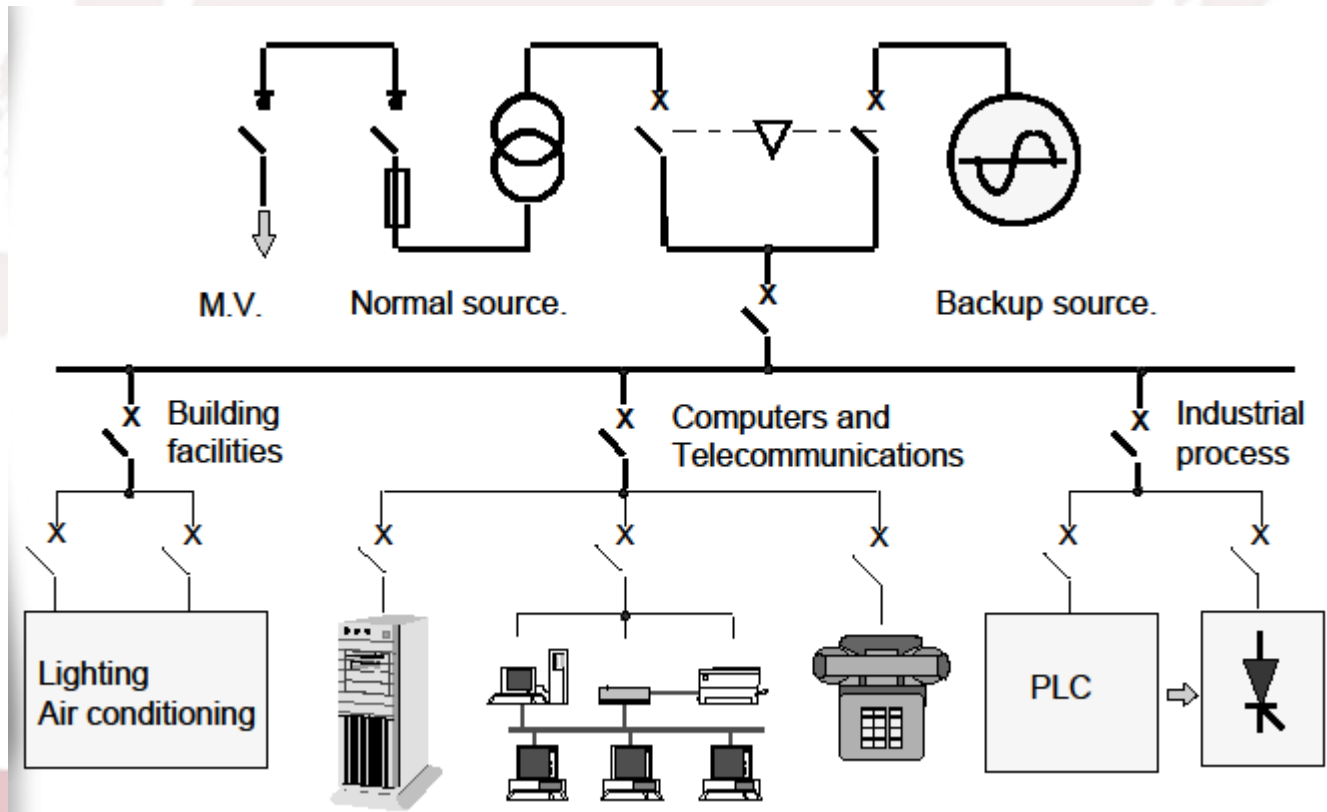 M.V.
Normal source.
Backup source.
Building
facilities
Computers and
Telecommunications
Industrial
process
Lighting
Air conditioning
PLC